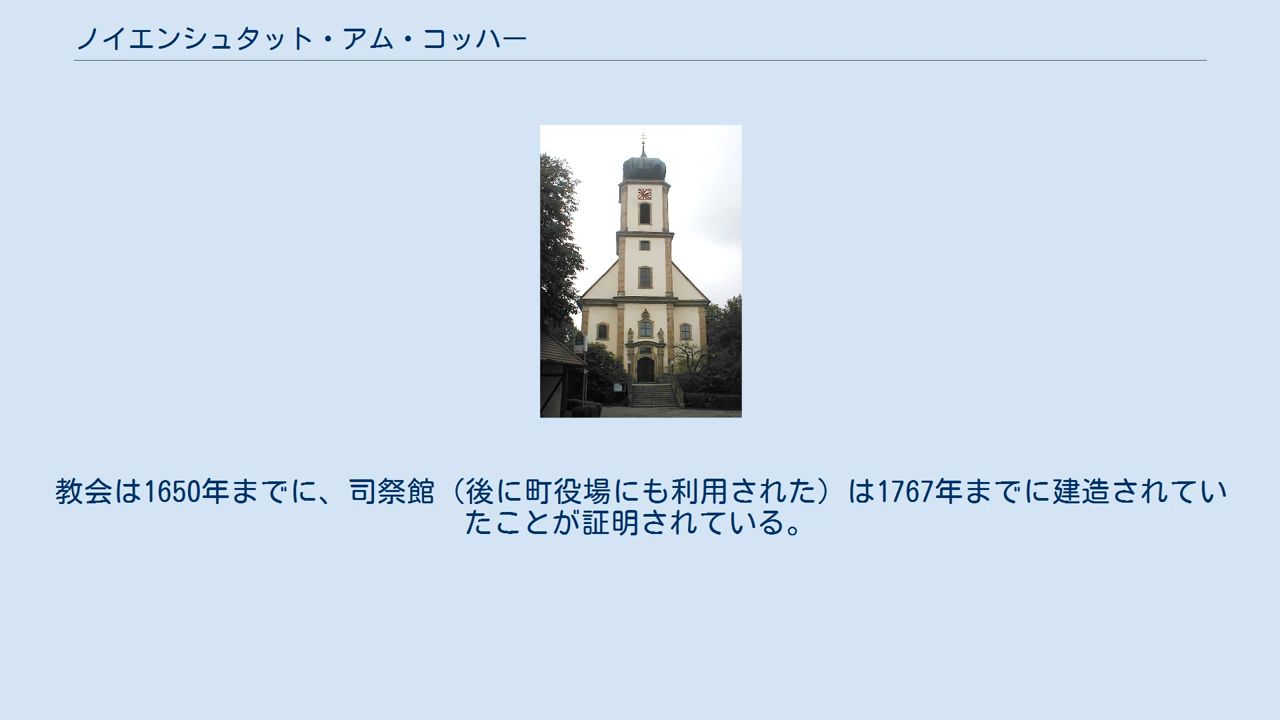 ノイエンシュタット・アム・コッハー
教会は1650年までに、司祭館（後に町役場にも利用された）は1767年までに建造されてい
たことが証明されている。